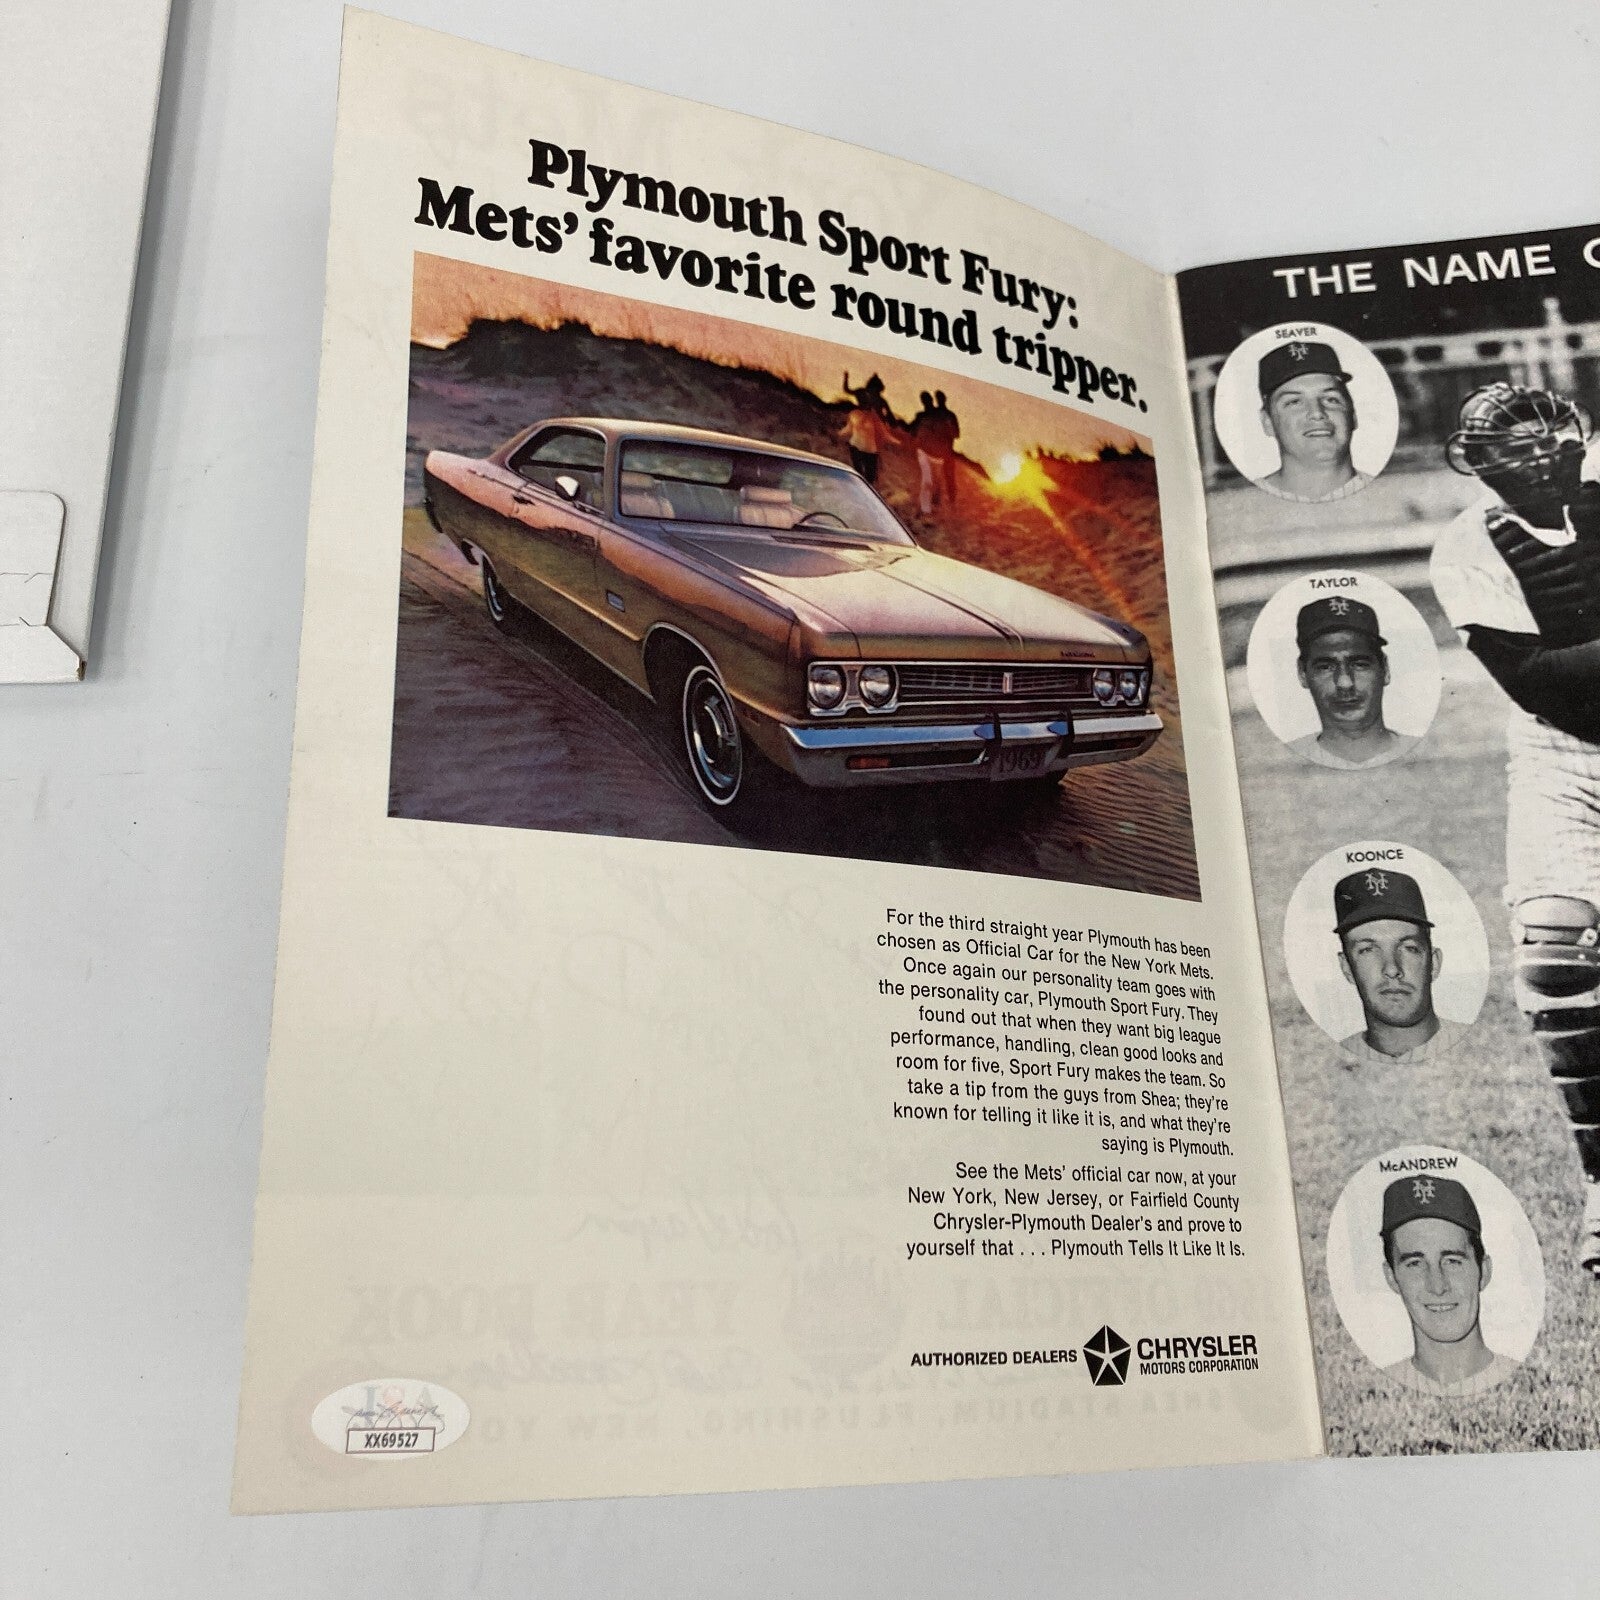 Plymouth Sport Fury:
Mets' favorite round tripper.
1969
For the third straight year Plymouth has been
chosen as Official Car for the New York Mets.
Once again our personality team goes with
the personality car, Plymouth Sport Fury. They
found out that when they want big league
performance, handling, clean good looks and
room for five, Sport Fury makes the team. So
take a tip from the guys from Shea; they're
known for telling it like it is, and what they're
saying is Plymouth.
See the Mets' official car now, at your
New York, New Jersey, or Fairfield County
Chrysler-Plymouth Dealer's and prove to
yourself that . . . Plymouth Tells It Like It Is.
AUTHORIZED DEALERS CHRYSLER
MOTORS CORPORATION
JSA
XX69527
THE NAME
SEAVER
TAYLOR
KOONCE
McANDREW